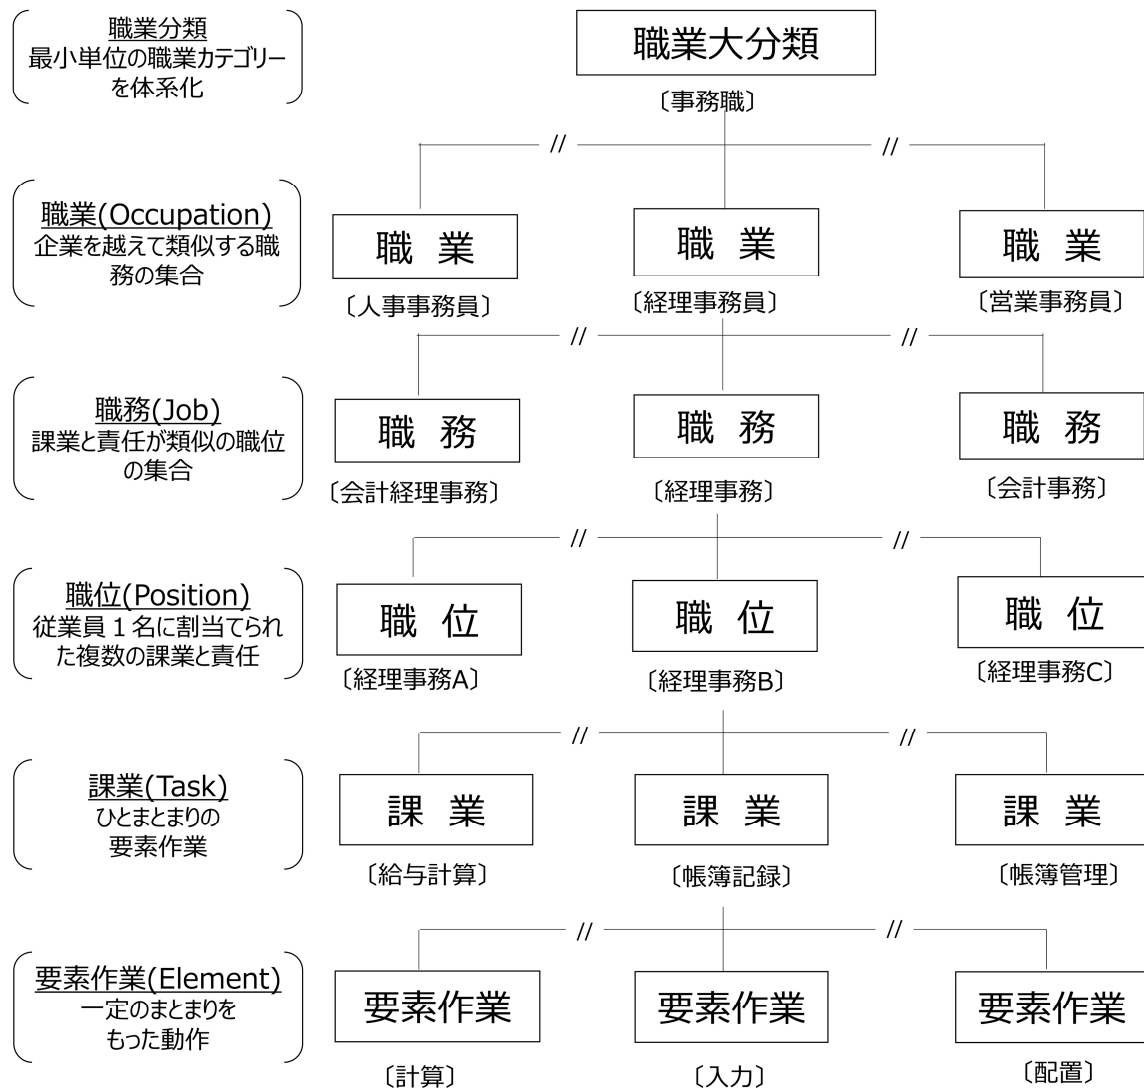 職業分類
最小単位の職業カテゴリー
を体系化
職業大分類
〔事務職〕
//
//
職業(Occupation)
企業を越えて類似する職
務の集合
職 業
職 業
職 業
〔人事事務員〕
〔経理事務員〕
〔営業事務員〕
//
//
職務(Job)
課業と責任が類似の職位
の集合
職 務
職 務
職 務
〔会計経理事務〕
〔経理事務〕
〔会計事務〕
//
//
職位(Position)
従業員1名に割当てられ
た複数の課業と責任
職 位
職 位
職 位
〔経理事務A〕
〔経理事務B〕
〔経理事務C〕
//
//
課業(Task)
ひとまとまりの
要素作業
課 業
課 業
課 業
〔給与計算〕
〔帳簿記録〕
〔帳簿管理〕
//
//
要素作業(Element)
一定のまとまりを
もった動作
要素作業
要素作業
要素作業
〔計算〕
〔入力〕
〔配置〕